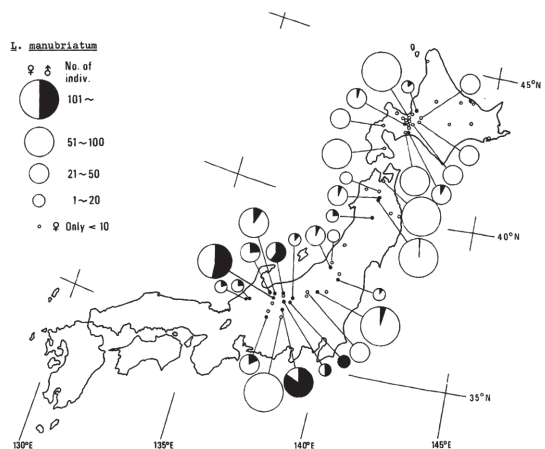 L. manubriatum
♀ ♂ No. of
indiv.
101~
51~100
21~50
1~20
♀ Only < 10
45°N
40°N
35°N
130°E
135°E
140°E
145°E